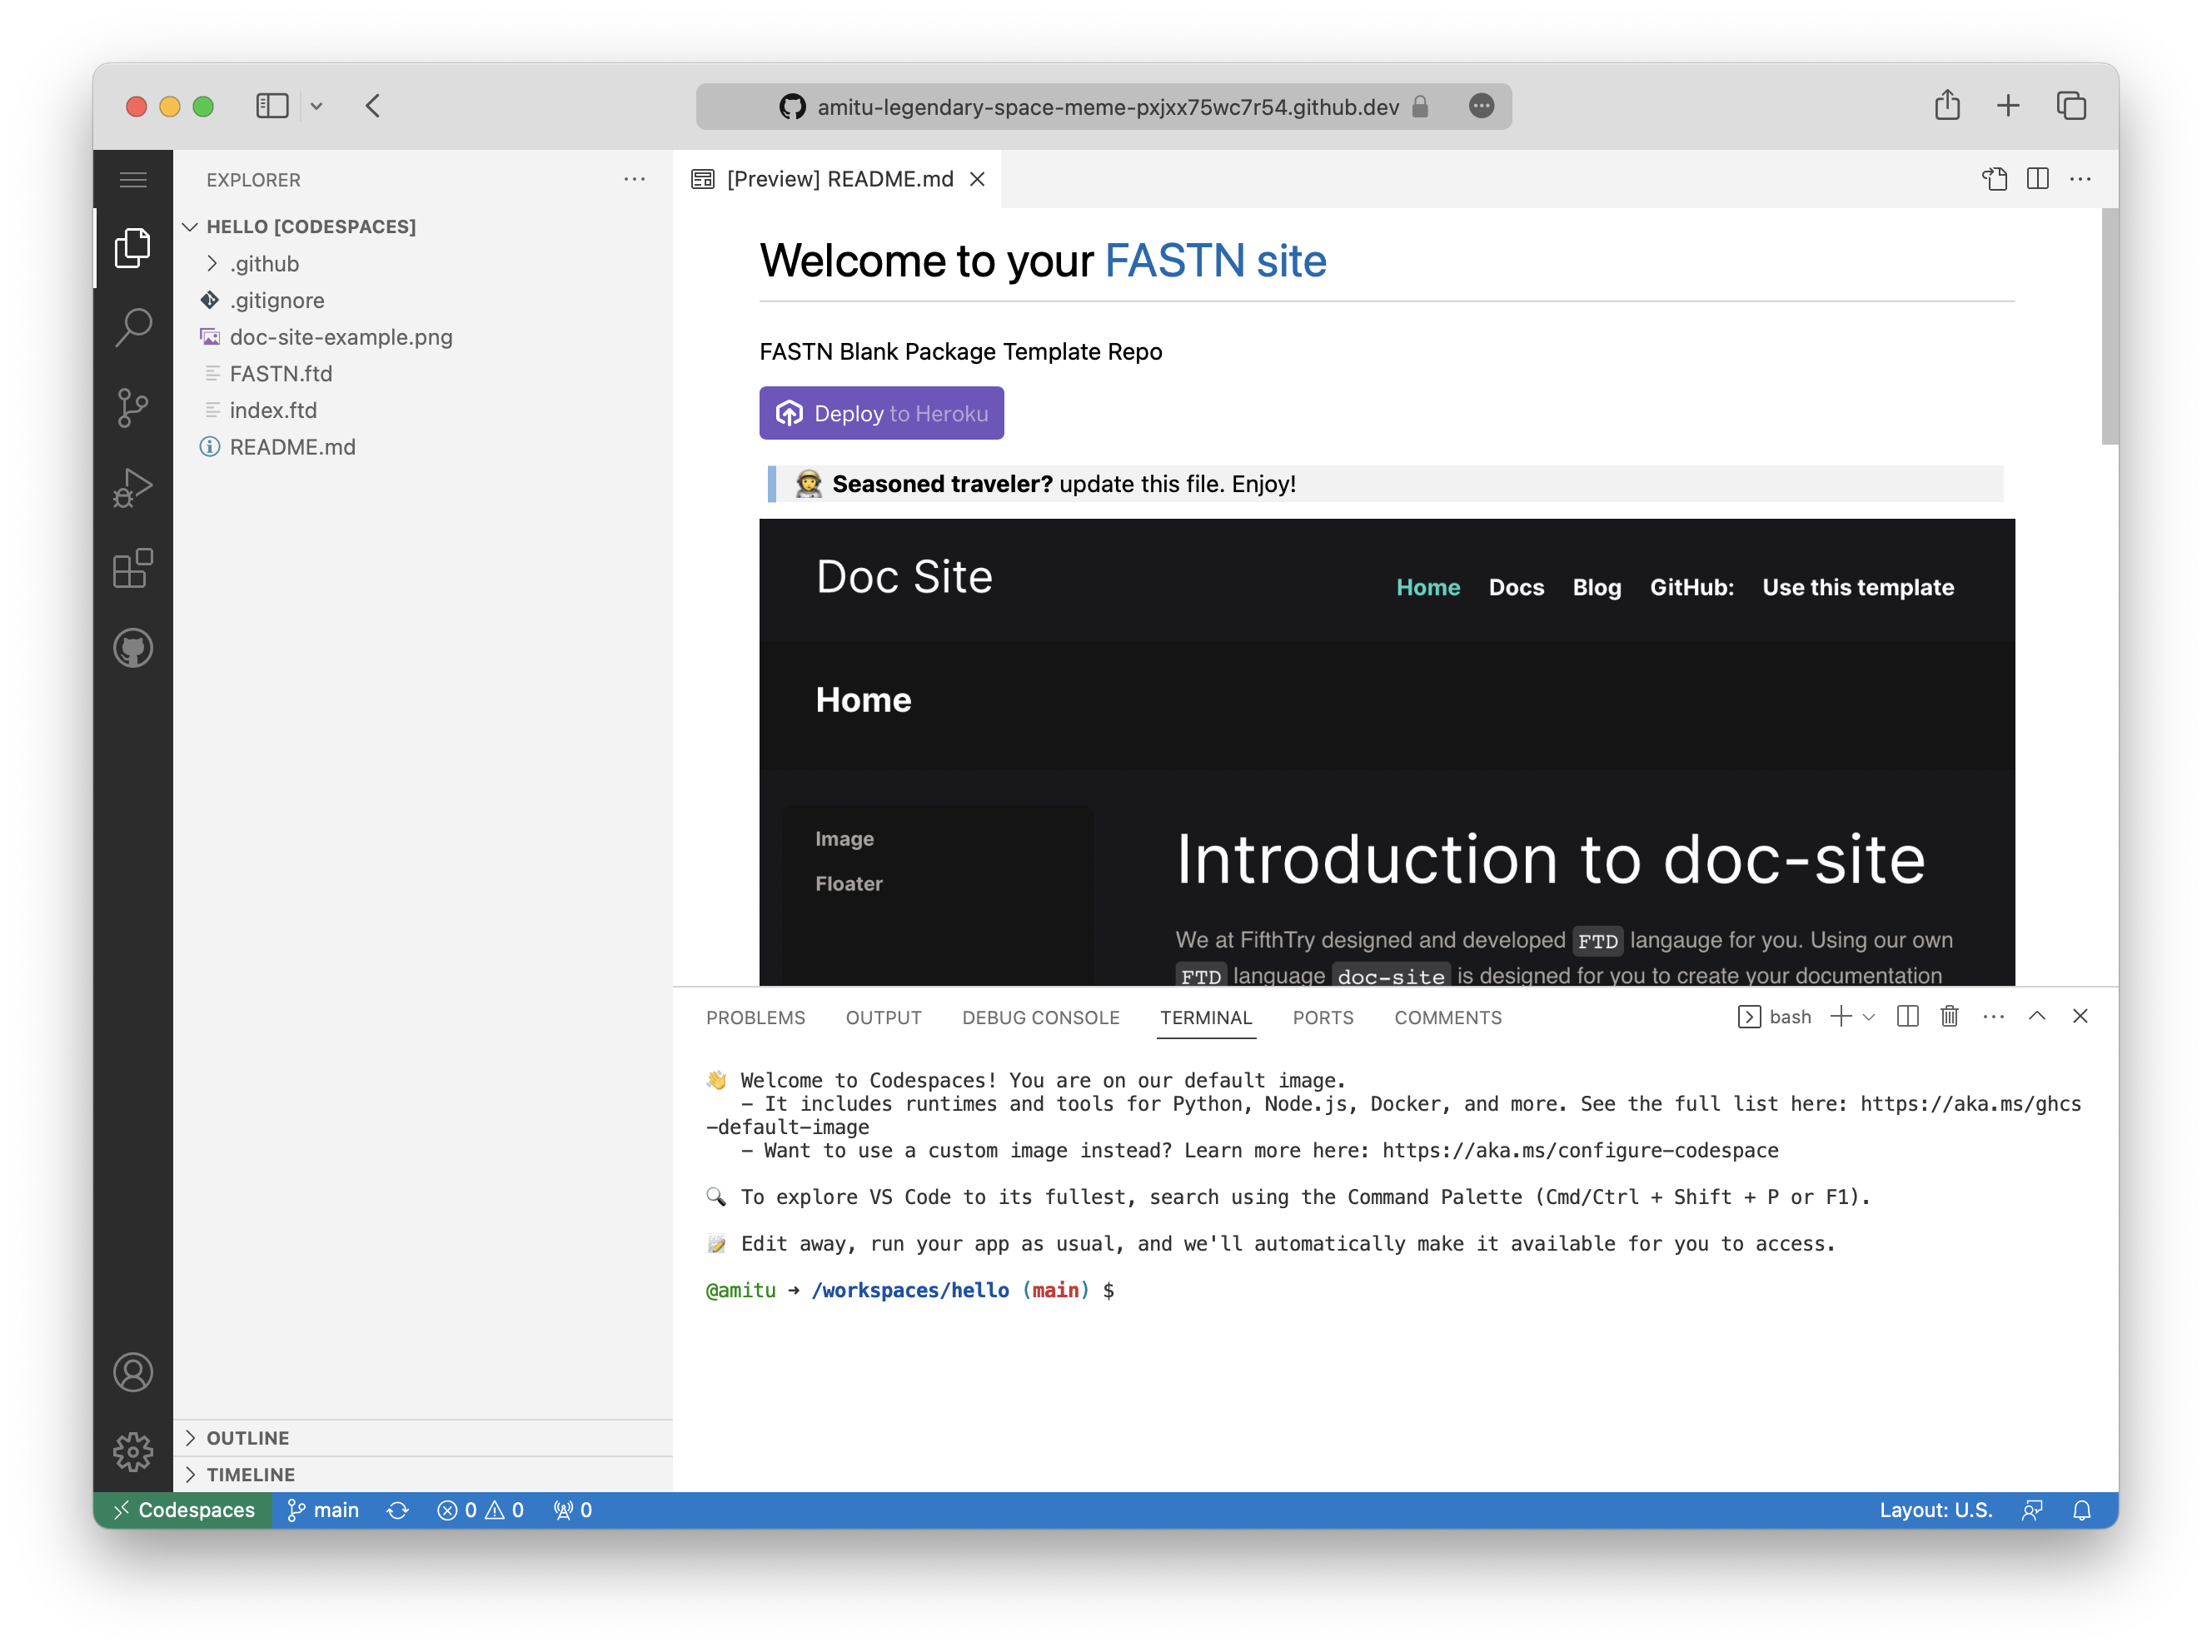 amitu-legendary-space-meme-pxjxx75wc7r54.github.dev
EXPLORER
HELLO [CODESPACES]
.github
.gitignore
doc-site-example.png
FASTN.ftd
index.ftd
README.md
OUTLINE
TIMELINE
[Preview] README.md
Welcome to your FASTN site
FASTN Blank Package Template Repo
Deploy to Heroku
Seasoned traveler? update this file. Enjoy!
Doc Site
Home Docs Blog GitHub: Use this template
Home
Image
Floater
Introduction to doc-site
We at FifthTry designed and developed FTD langauge for you. Using our own
FTD language doc-site is designed for you to create your documentation
PROBLEMS OUTPUT DEBUG CONSOLE TERMINAL PORTS COMMENTS
bash
👋 Welcome to Codespaces! You are on our default image.
- It includes runtimes and tools for Python, Node.js, Docker, and more. See the full list here: https://aka.ms/ghcs
-default-image
- Want to use a custom image instead? Learn more here: https://aka.ms/configure-codespace
🔍 To explore VS Code to its fullest, search using the Command Palette (Cmd/Ctrl + Shift + P or F1).
📝 Edit away, run your app as usual, and we'll automatically make it available for you to access.
@amitu ➜ /workspaces/hello (main) $
Codespaces main 0 0 0 Layout: U.S.